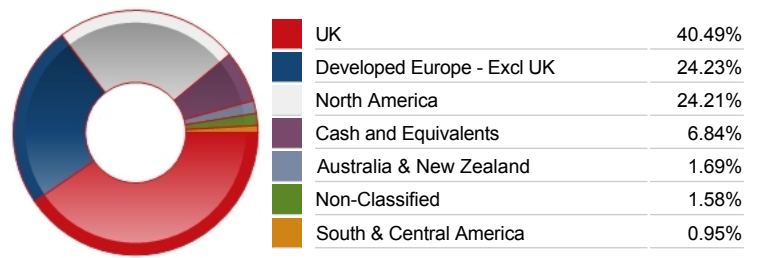 UK 40.49%
Developed Europe - Excl UK 24.23%
North America 24.21%
Cash and Equivalents 6.84%
Australia & New Zealand 1.69%
Non-Classified 1.58%
South & Central America 0.95%